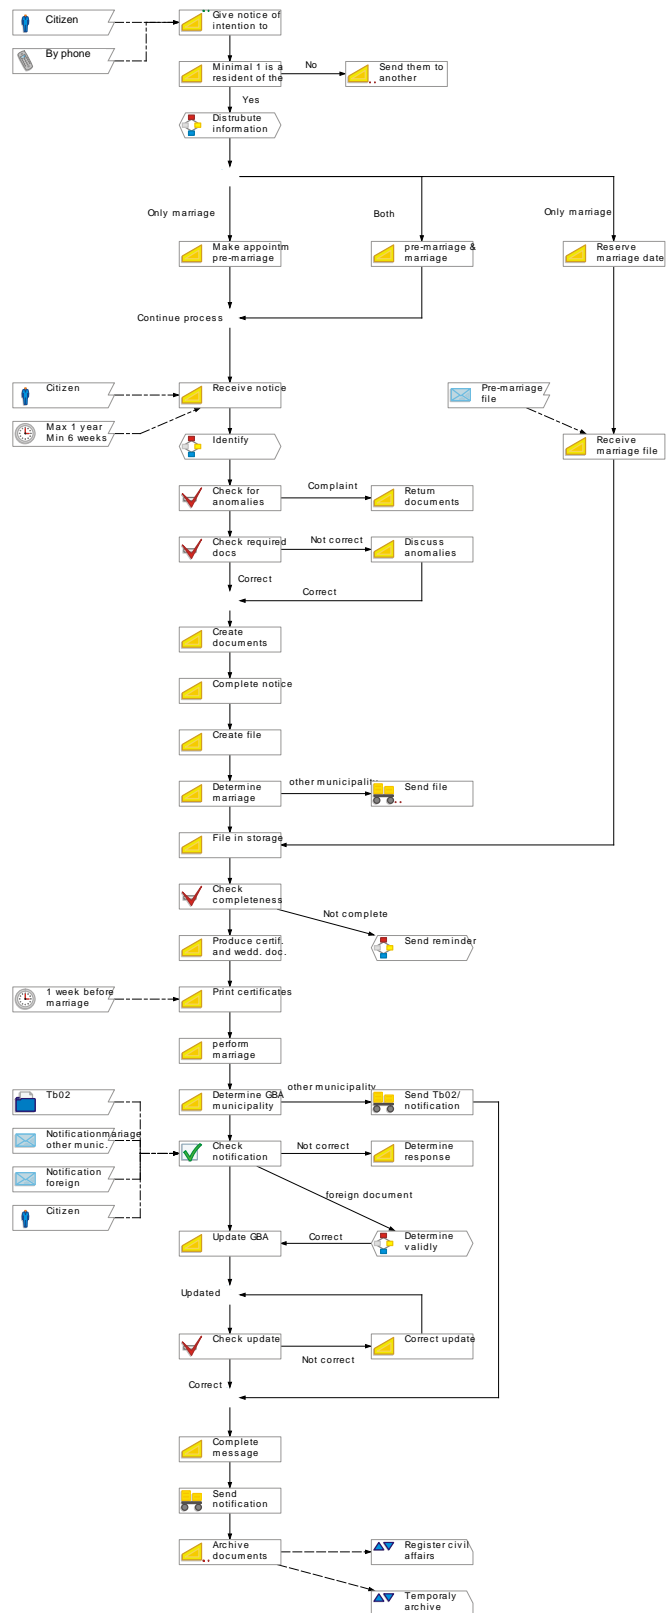 Citizen
Give notice of
intention to
By phone
Minimal 1 is a
resident of the
No
Send them to
another
Yes
Distrubute
information
Only marriage
Both
Only marriage
Make appointm
pre-marriage
pre-marriage &
marriage
Reserve
marriage date
Continue process
Citizen
Receive notice
Pre-marriage
file
Max 1 year
Min 6 weeks
Identify
Receive
marriage file
Check for
anomalies
Complaint
Return
documents
Check required
docs
Not correct
Discuss
anomalies
Correct
Correct
Create
documents
Complete notice
Create file
Determine
marriage
other municipality
Send file
File in storage
Check
completeness
Not complete
Produce certif.
and wedd. doc.
Send reminder
1 week before
marriage
Print certificates
perform
marriage
Determine GBA
municipality
other municipality
Send Tb02/
notification
Tb02
Notificationmariage
other munic.
Check
notification
Not correct
Determine
response
Notification
foreign
foreign document
Citizen
Update GBA
Correct
Determine
validly
Updated
Check update
Not correct
Correct update
Correct
Complete
message
Send
notification
Archive
documents
Register civil
affairs
Temporaly
archive